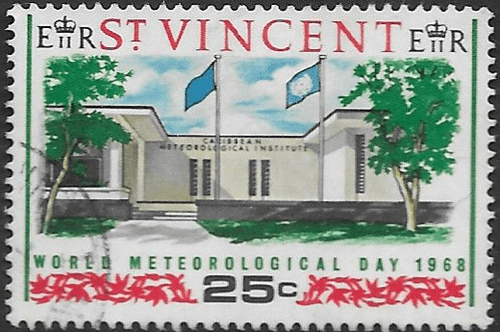 EIIR ST. VINCENT EIIR
CARIBBEAN
METEOROLOGICAL INSTITUTE
WORLD METEOROLOGICAL DAY 1968
25c